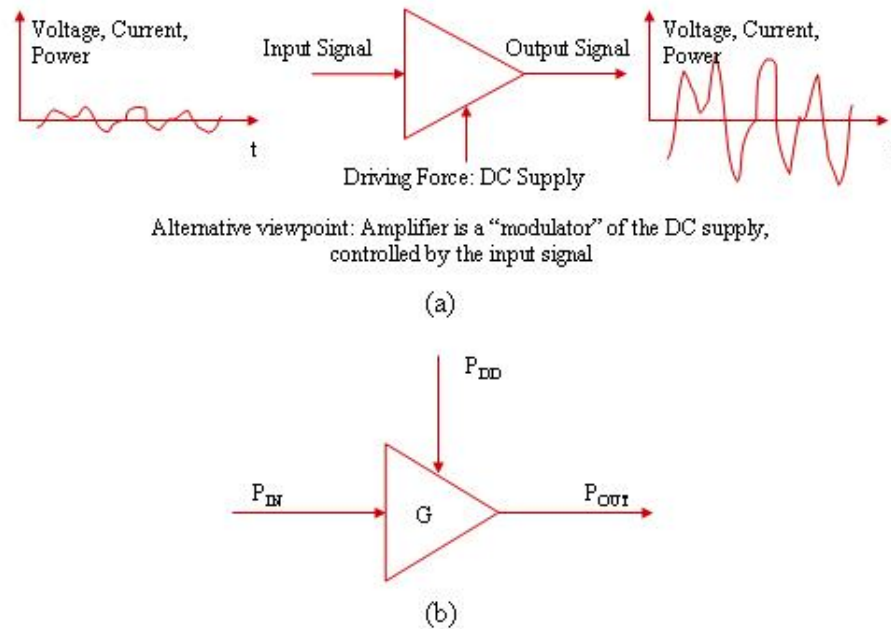 Voltage, Current,
Power
t
Input Signal
Output Signal
Driving Force: DC Supply
Voltage, Current,
Power
Alternative viewpoint: Amplifier is a “modulator” of the DC supply,
controlled by the input signal
(a)
P_DD
P_IN
G
P_OUT
(b)